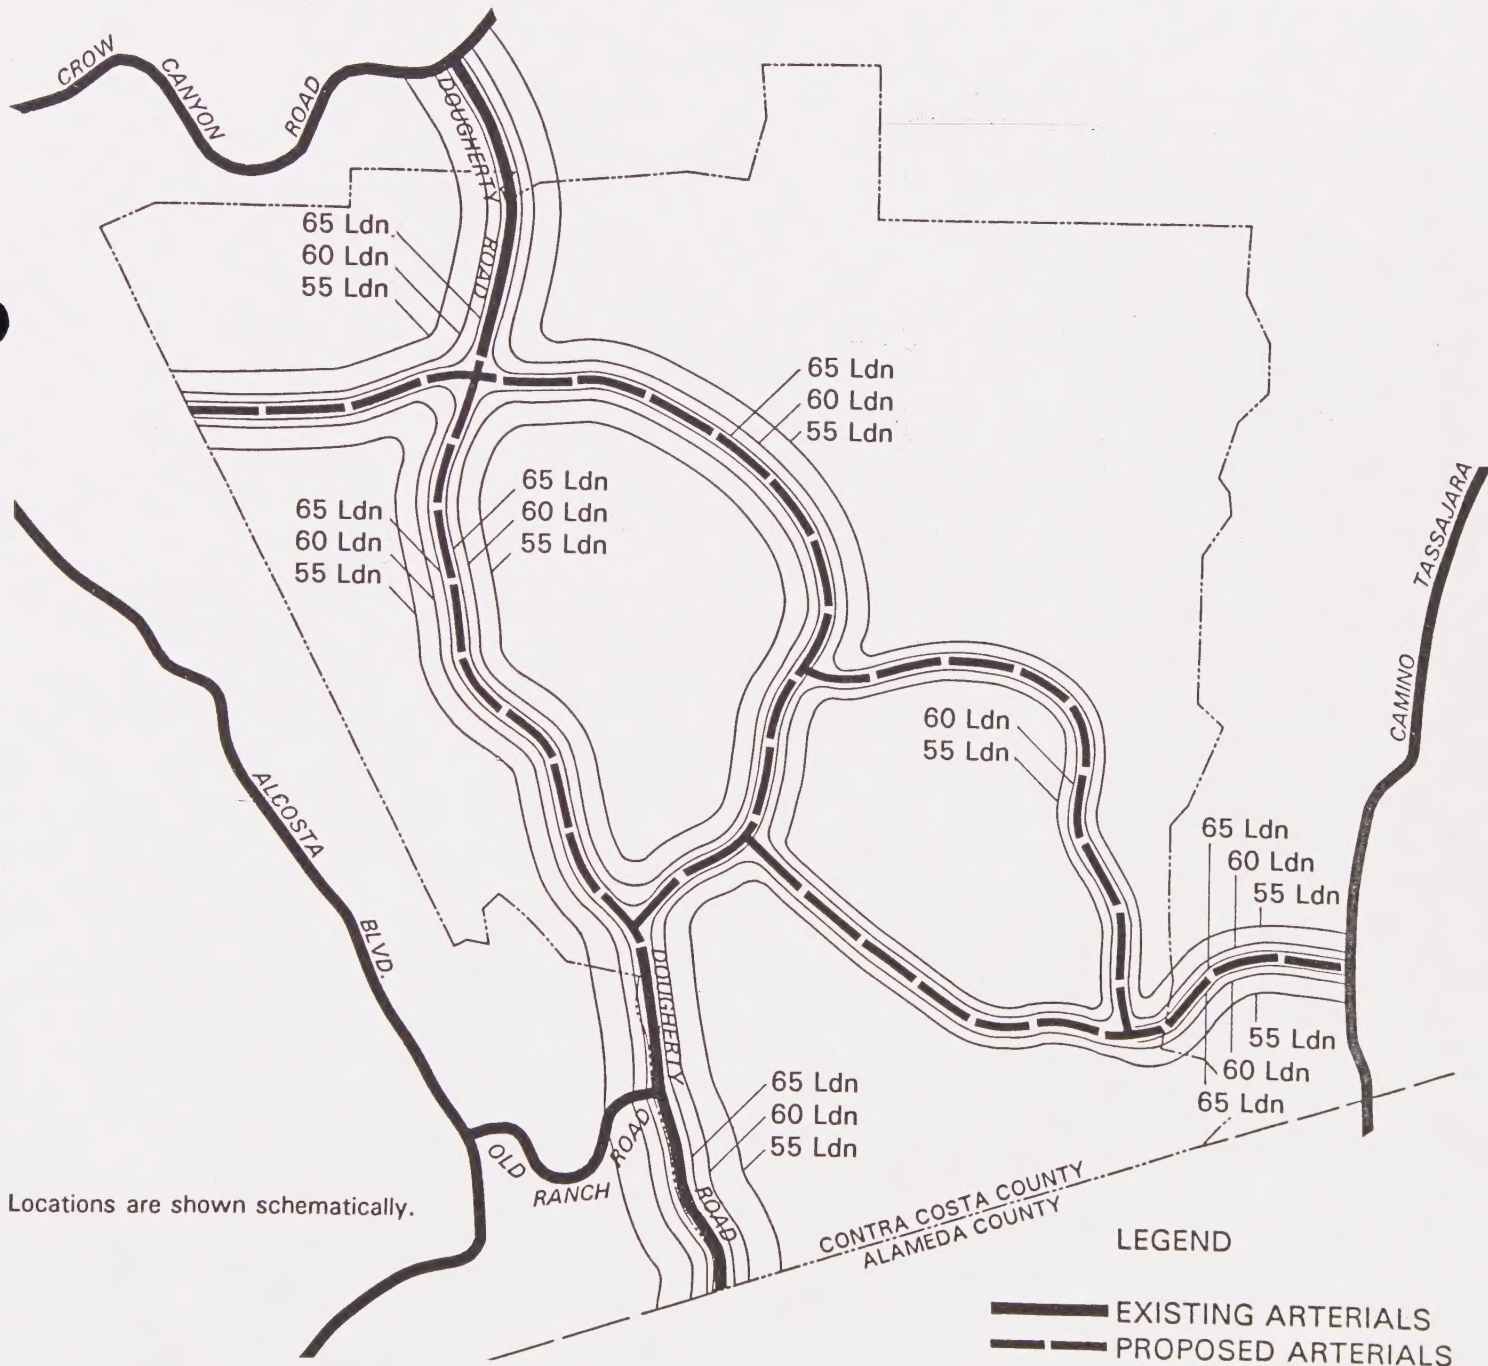 CROW CANYON ROAD
DOUGHERTY ROAD
65 Ldn
60 Ldn
55 Ldn
65 Ldn
60 Ldn
55 Ldn
65 Ldn
60 Ldn
55 Ldn
65 Ldn
60 Ldn
55 Ldn
CAMINO TASSAJARA
60 Ldn
55 Ldn
ALCOSTA BLVD.
65 Ldn
60 Ldn
55 Ldn
55 Ldn
60 Ldn
65 Ldn
DOUGHERTY ROAD
65 Ldn
60 Ldn
55 Ldn
OLD RANCH ROAD
Locations are shown schematically.
CONTRA COSTA COUNTY
ALAMEDA COUNTY
LEGEND
EXISTING ARTERIALS
PROPOSED ARTERIALS